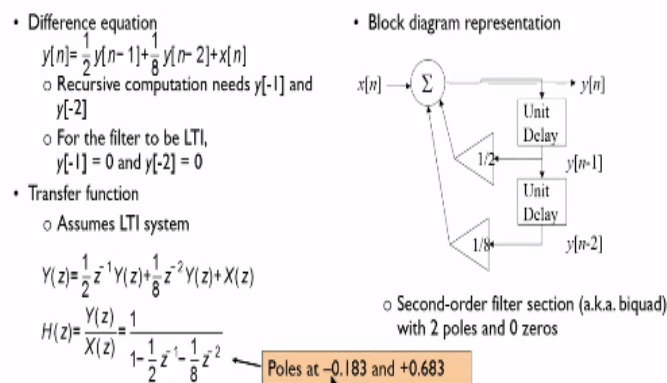 • Difference equation
y[n]= 1/2 y[n-1]+ 1/8 y[n-2]+x[n]
o Recursive computation needs y[-1] and
y[-2]
o For the filter to be LTI,
y[-1] = 0 and y[-2] = 0
• Transfer function
o Assumes LTI system
Y(z)= 1/2 z⁻¹ Y(z)+ 1/8 z⁻² Y(z)+X(z)
H(z)= Y(z)/X(z) = 1/(1- 1/2 z⁻¹- 1/8 z⁻²)
Poles at –0.183 and +0.683
• Block diagram representation
x[n] Σ y[n]
Unit
Delay
1/2 y[n-1]
Unit
Delay
1/8 y[n-2]
o Second-order filter section (a.k.a. biquad)
with 2 poles and 0 zeros